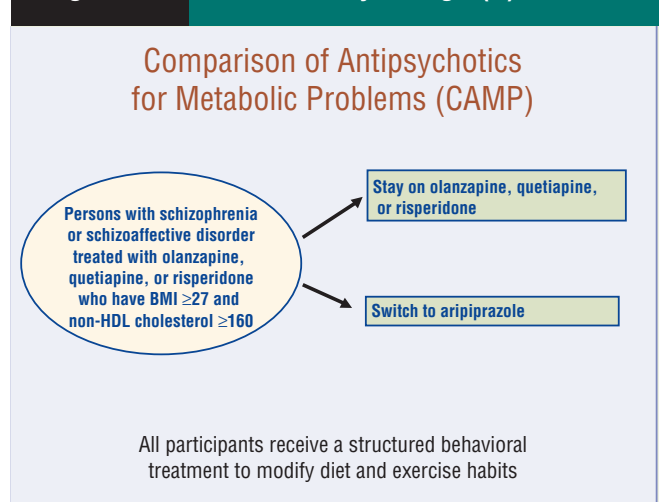 Comparison of Antipsychotics
for Metabolic Problems (CAMP)
Persons with schizophrenia
or schizoaffective disorder
treated with olanzapine,
quetiapine, or risperidone
who have BMI ≥27 and
non-HDL cholesterol ≥160
Stay on olanzapine, quetiapine,
or risperidone
Switch to aripiprazole
All participants receive a structured behavioral
treatment to modify diet and exercise habits